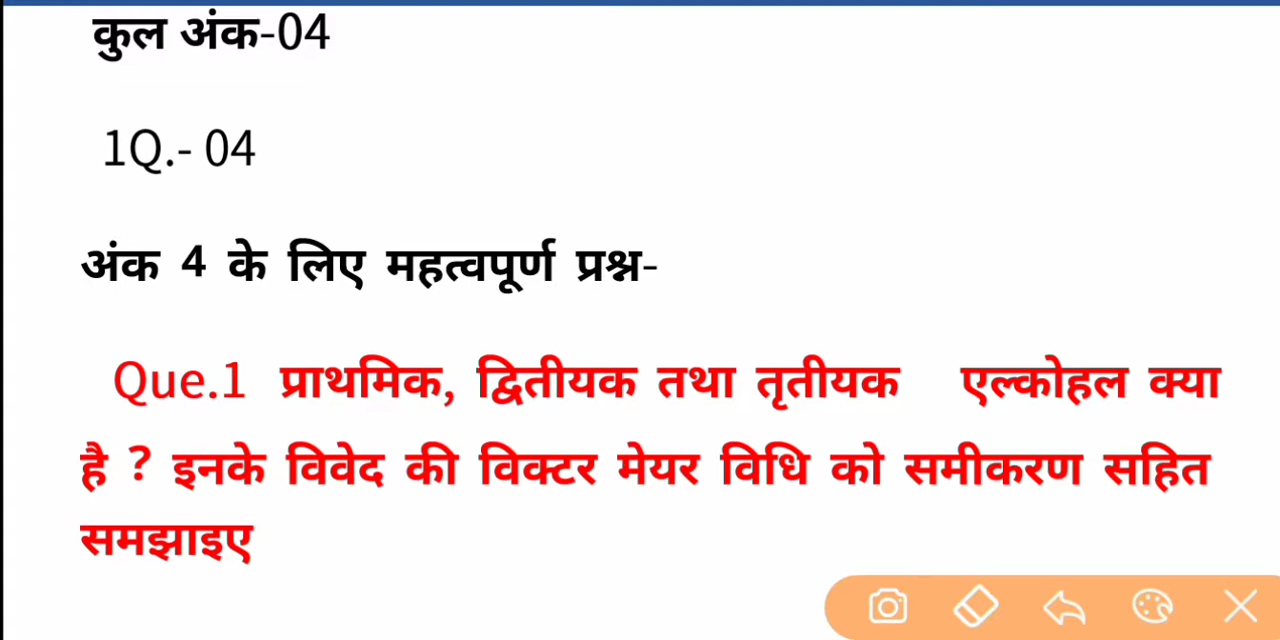 कुल अंक-04
1Q.- 04
अंक 4 के लिए महत्वपूर्ण प्रश्न-
Que.1 प्राथमिक, द्वितीयक तथा तृतीयक एल्कोहल क्या
है ? इनके विवेद की विक्टर मेयर विधि को समीकरण सहित
समझाइए